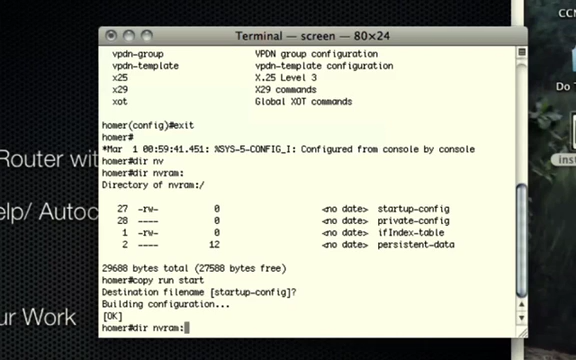 CCN
Terminal — screen — 80×24
vpdn-group VPDN group configuration
vpdn-template vpdn-template configuration
x25 X.25 Level 3
x29 X29 commands
xot Global XOT commands
Do T
homer(config)#exit
homer#
*Mar 1 00:59:41.451: %SYS-5-CONFIG_I: Configured from console by console
Router wit
homer#dir nv
inst
homer#dir nvram:
Directory of nvram:/
27 -rw- 0 <no date> startup-config
elp/ Autoc
28 ---- 0 <no date> private-config
1 -rw- 0 <no date> ifIndex-table
2 ---- 12 <no date> persistent-data
29688 bytes total (27588 bytes free)
homer#copy run start
Destination filename [startup-config]?
Building configuration...
[OK]
ur Work
homer#dir nvram: